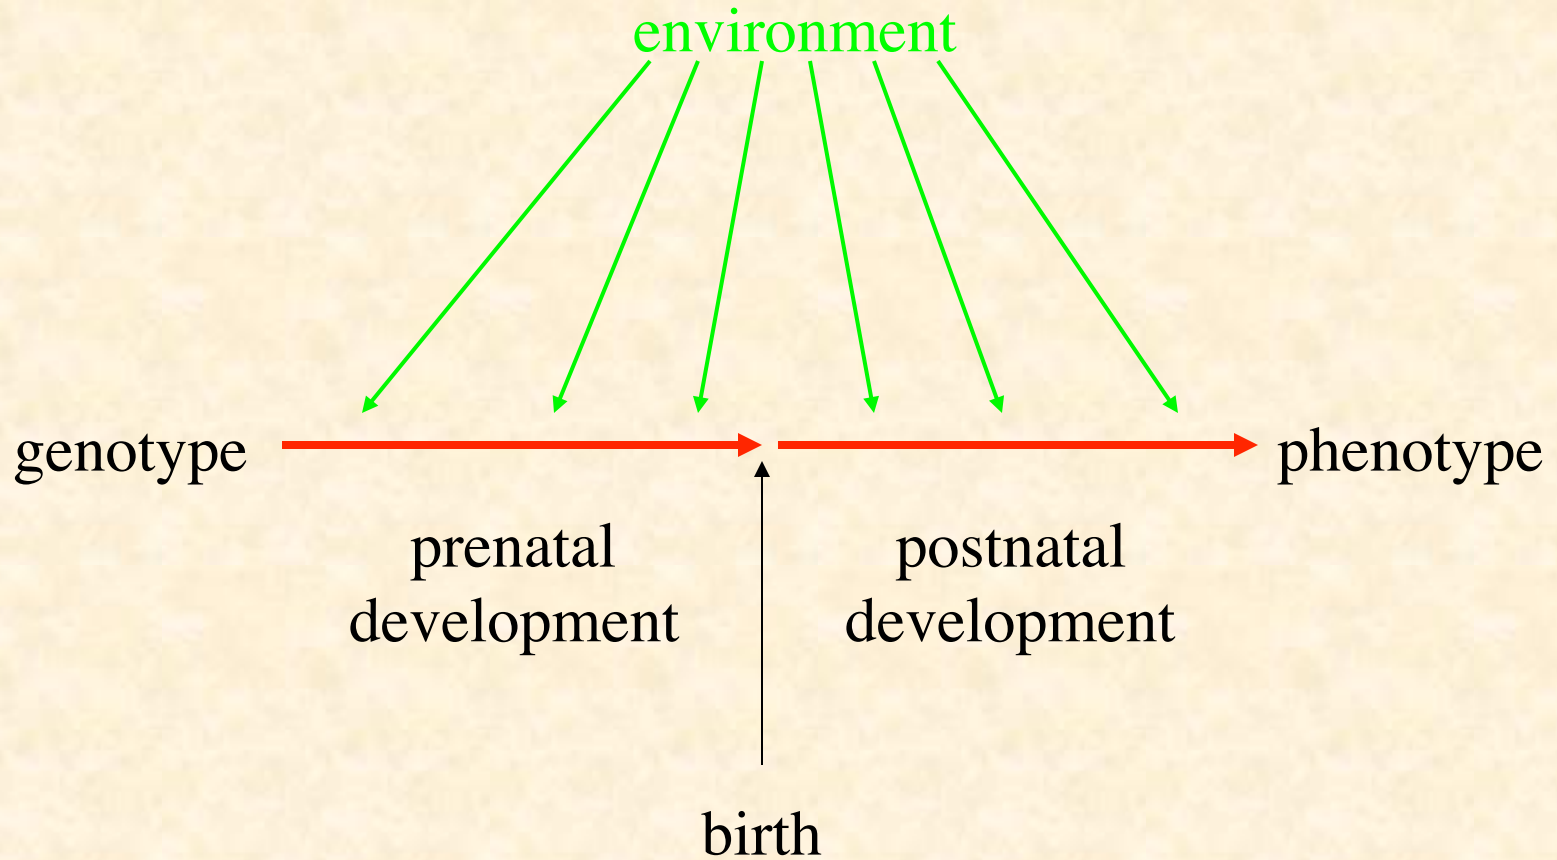 environment
genotype
phenotype
prenatal
development
postnatal
development
birth